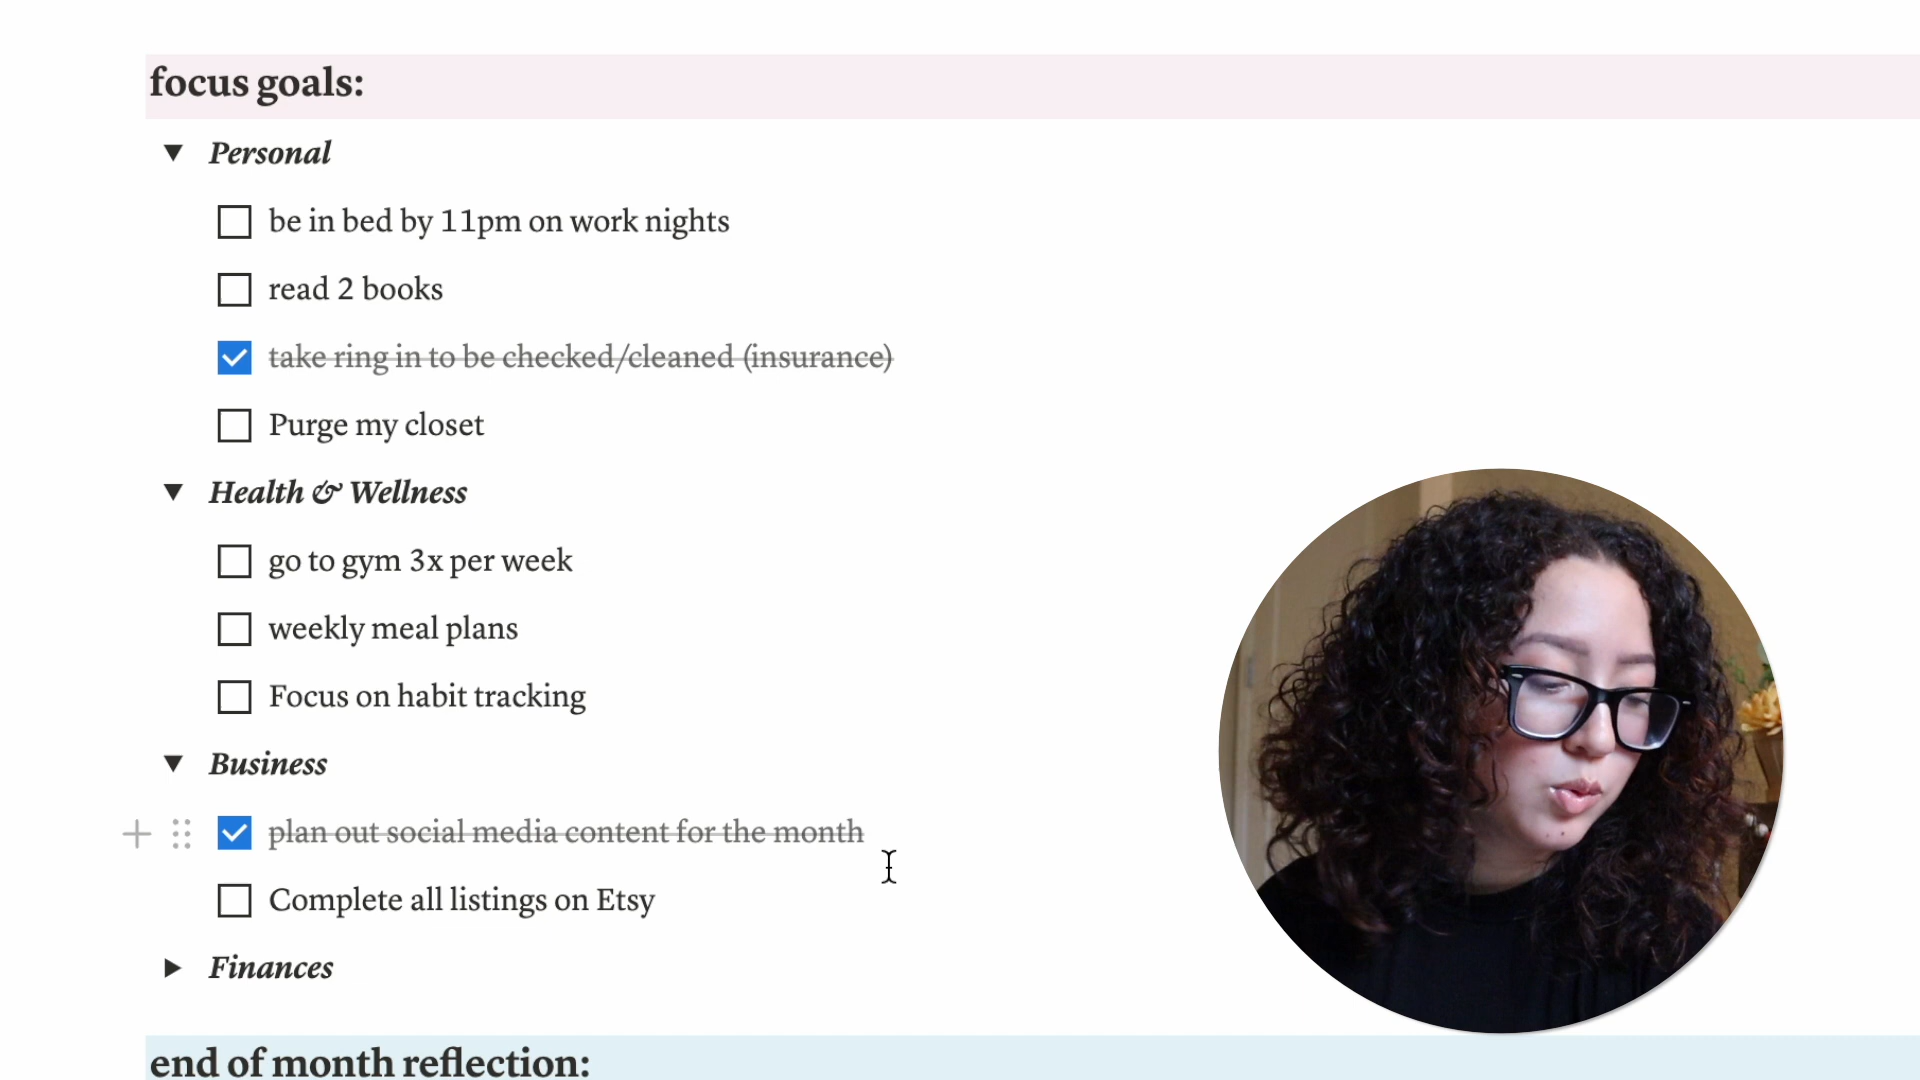 focus goals:
Personal
be in bed by 11pm on work nights
read 2 books
take ring in to be checked/cleaned (insurance)
Purge my closet
Health & Wellness
go to gym 3x per week
weekly meal plans
Focus on habit tracking
Business
plan out social media content for the month
Complete all listings on Etsy
Finances
end of month reflection: